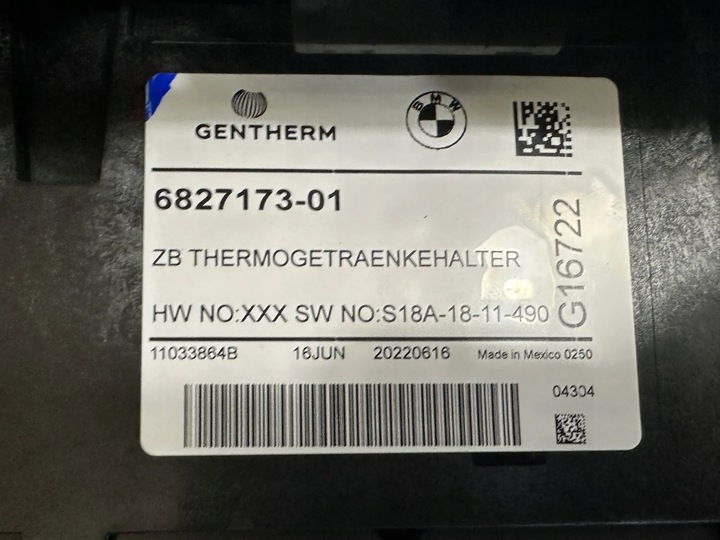 GENTHERM
BMW
6827173-01
ZB THERMOGETRAENKEHALTER
HW NO:XXX SW NO:S18A-18-11-490
G16722
11033864B 16JUN 20220616 Made in Mexico 0250
04304